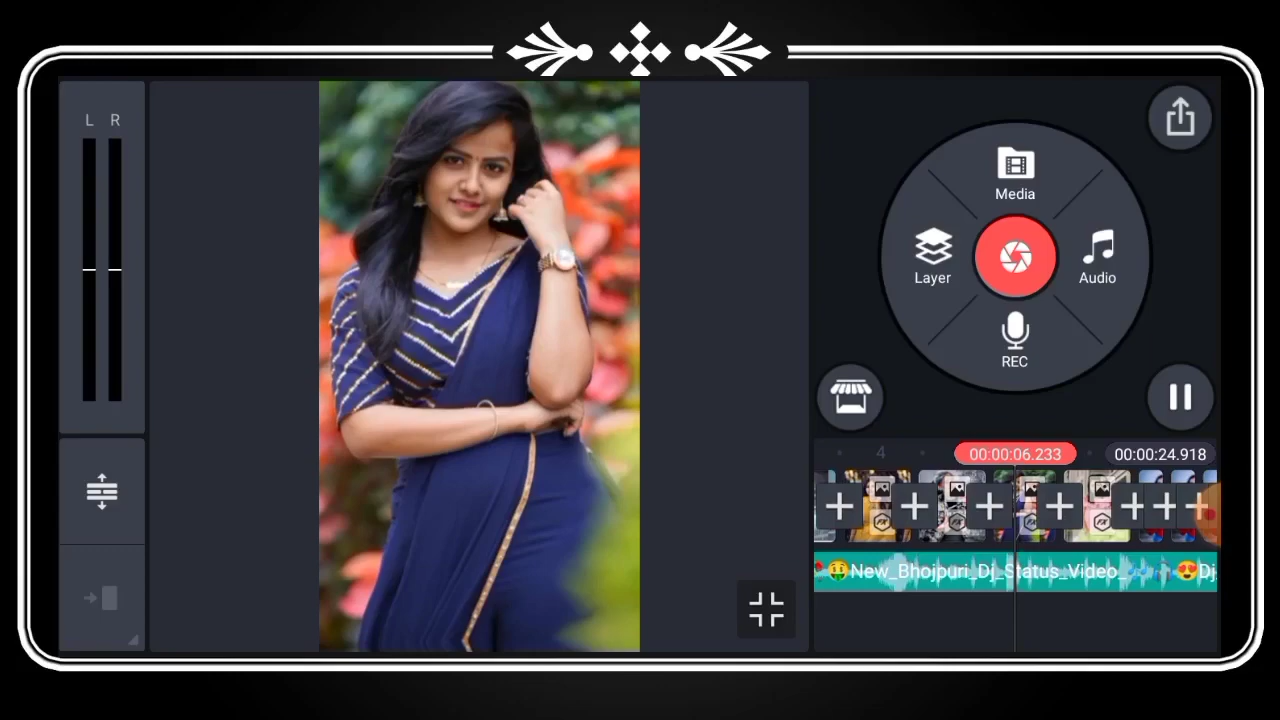 L R
Media
Layer
Audio
REC
4
00:00:06.233
00:00:24.918
New_Bhojpuri_Dj_Status_Video_
Dj